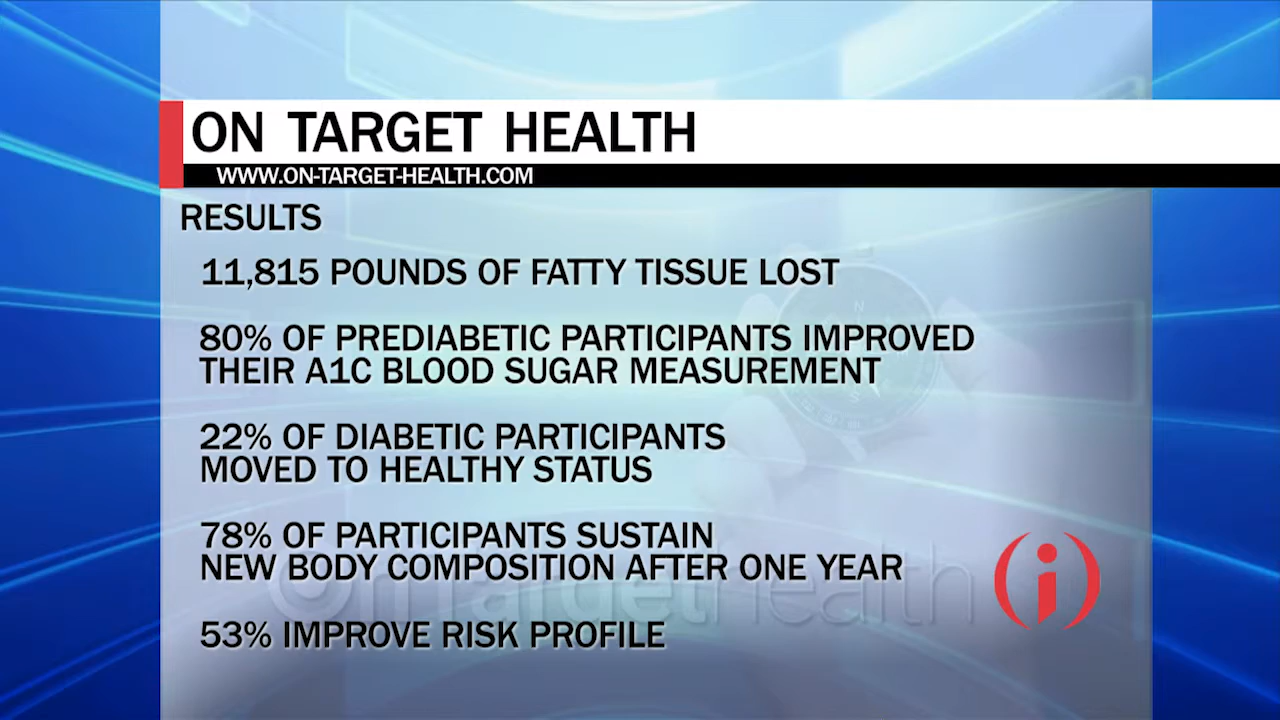 ON TARGET HEALTH
WWW.ON-TARGET-HEALTH.COM
RESULTS
11,815 POUNDS OF FATTY TISSUE LOST
80% OF PREDIABETIC PARTICIPANTS IMPROVED
THEIR A1C BLOOD SUGAR MEASUREMENT
22% OF DIABETIC PARTICIPANTS
MOVED TO HEALTHY STATUS
78% OF PARTICIPANTS SUSTAIN
NEW BODY COMPOSITION AFTER ONE YEAR
onTargethealth
(i)
53% IMPROVE RISK PROFILE